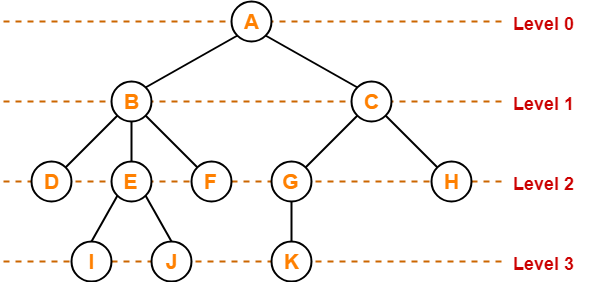 A Level 0
B C Level 1
D E F G H Level 2
I J K Level 3